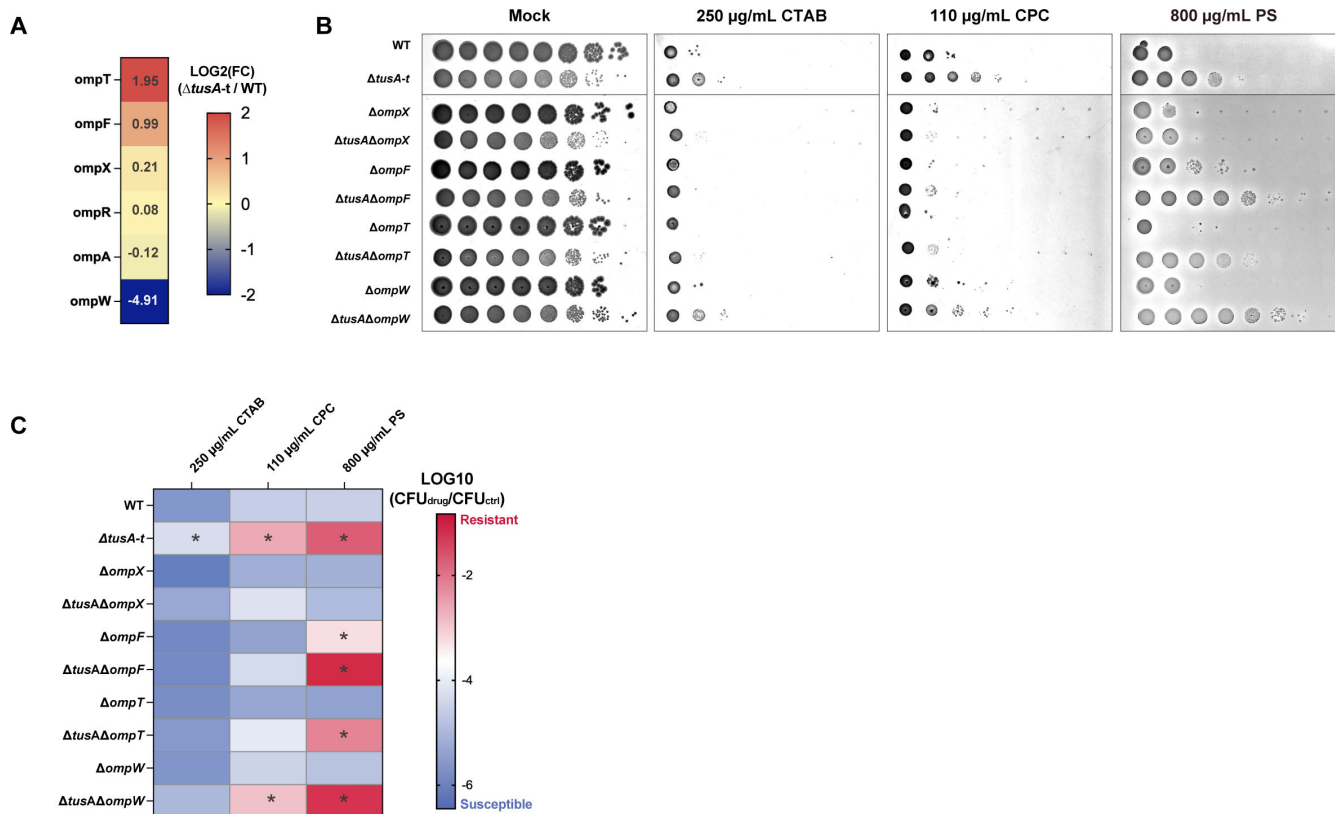 A
ompT
ompF
ompX
ompR
ompA
ompW
1.95
0.99
0.21
0.08
-0.12
-4.91
LOG2(FC)
(ΔtusA-t / WT)
2
1
0
-1
-2
B
Mock
250 µg/mL CTAB
110 µg/mL CPC
800 µg/mL PS
WT
ΔtusA-t
ΔompX
ΔtusAΔompX
ΔompF
ΔtusAΔompF
ΔompT
ΔtusAΔompT
ΔompW
ΔtusAΔompW
C
250 µg/mL CTAB
110 µg/mL CPC
800 µg/mL PS
WT
ΔtusA-t * * *
ΔompX
ΔtusAΔompX
ΔompF *
ΔtusAΔompF *
ΔompT
ΔtusAΔompT *
ΔompW
ΔtusAΔompW * *
LOG10
(CFUdrug/CFUctrl)
Resistant
-2
-4
-6
Susceptible